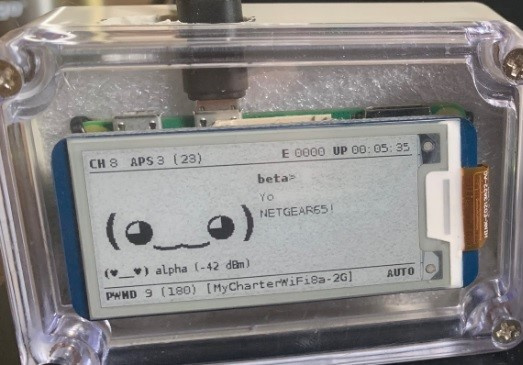 CH 8 APS 3 (23) E 0000 UP 00:05:35
beta>
Yo
NETGEAR65!
(♥__♥) alpha (-42 dBm)
PWND 9 (180) [MyCharterWiFi8a-2G] AUTO